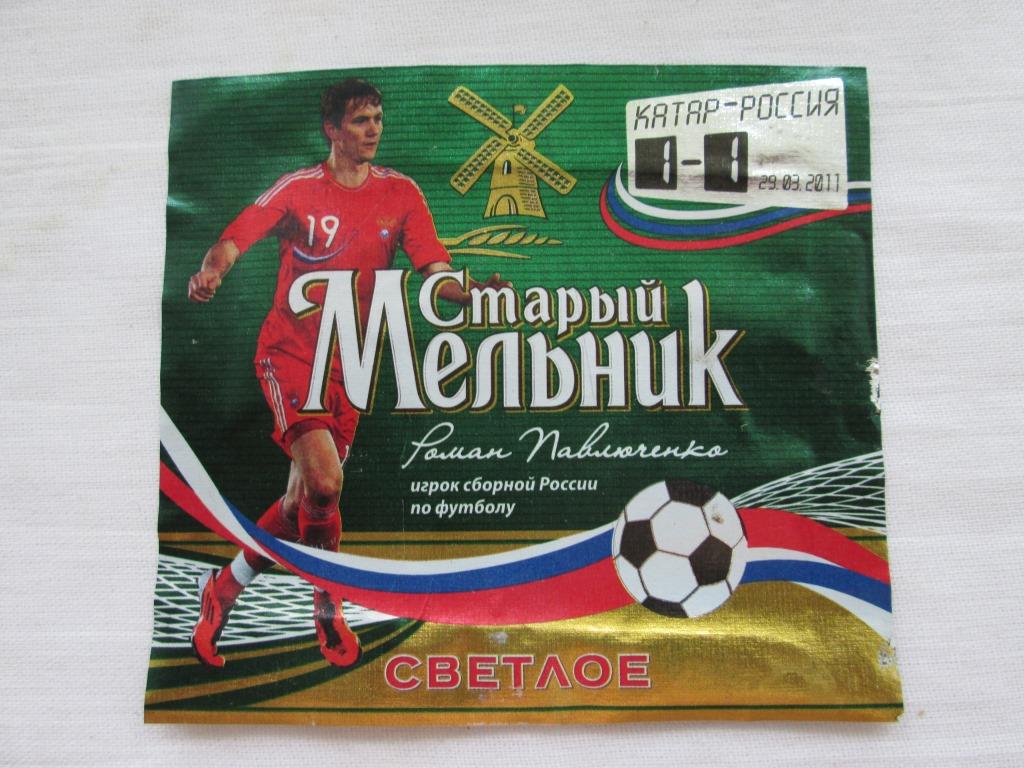 КАТАР-РОССИЯ
1-1
29.03.2011
19
Старый
Мельник
Роман Павлюченко
игрок сборной России
по футболу
СВЕТЛОЕ